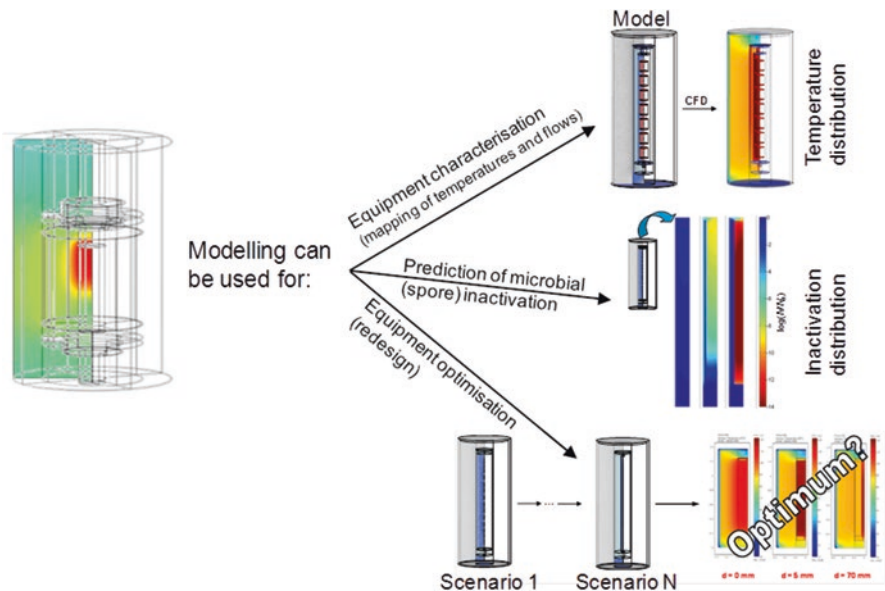 Model
CFD
Temperature
distribution
Equipment characterisation
(mapping of temperatures and flows)
Modelling can
be used for:
Prediction of microbial
(spore) inactivation
log(N/N₀)
Inactivation
distribution
Equipment optimisation
(redesign)
Optimum?
d = 0 mm
d = 5 mm
d = 70 mm
Scenario 1
Scenario N